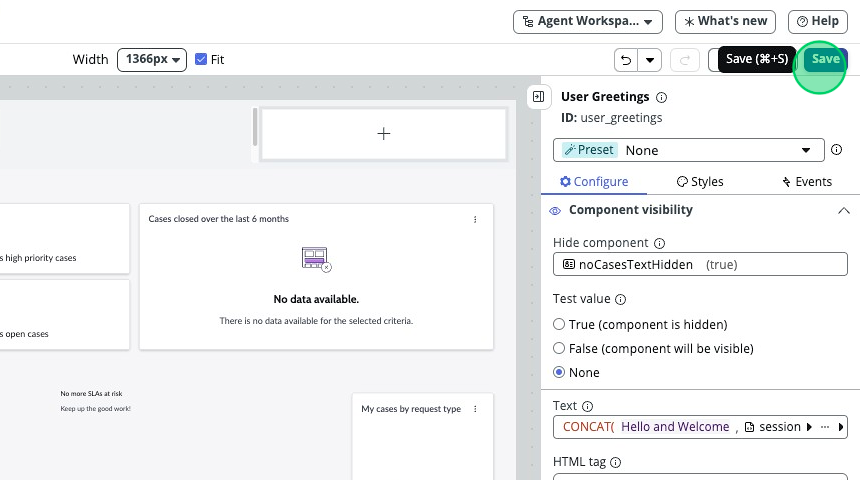 Agent Workspa...
What's new
Help
Width
1366px
Fit
Save (⌘+S)
Save
User Greetings
ID: user_greetings
Preset None
Configure
Styles
Events
Component visibility
Hide component
noCasesTextHidden (true)
Test value
True (component is hidden)
False (component will be visible)
None
Text
CONCAT( Hello and Welcome , session ···
HTML tag
Cases closed over the last 6 months
No data available.
There is no data available for the selected criteria.
s high priority cases
s open cases
No more SLAs at risk
Keep up the good work!
My cases by request type